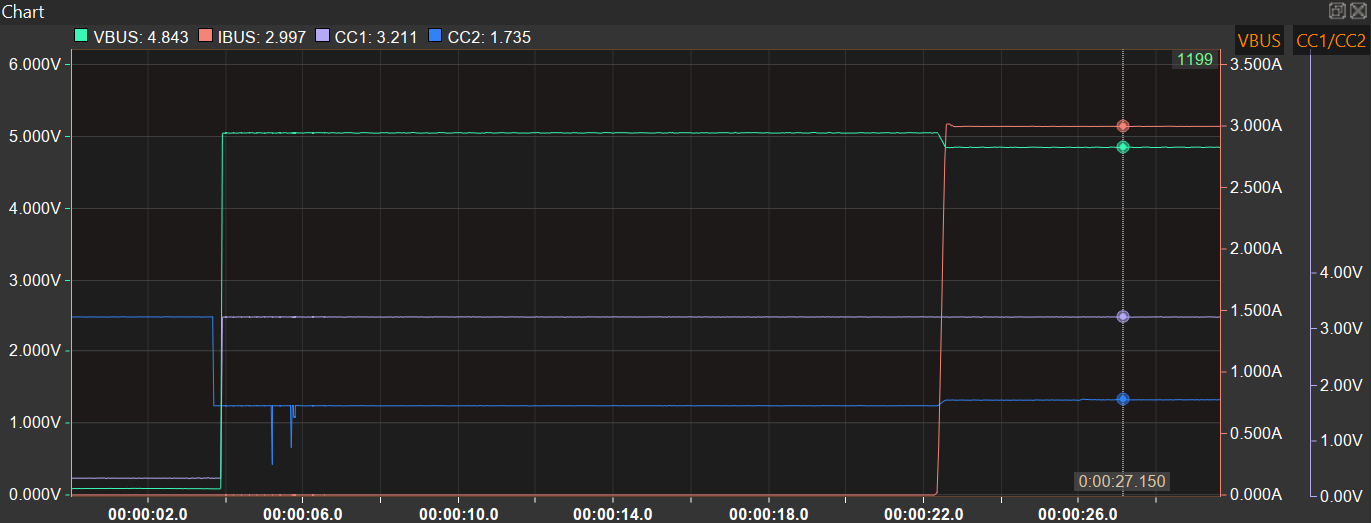 Chart
VBUS: 4.843 IBUS: 2.997 CC1: 3.211 CC2: 1.735
VBUS CC1/CC2
1199
6.000V 3.500A
5.000V 3.000A
2.500A
4.000V
2.000A
3.000V 4.00V
1.500A 3.00V
2.000V
1.000A 2.00V
1.000V
0.500A 1.00V
0:00:27.150
0.000V 0.000A 0.00V
00:00:02.0 00:00:06.0 00:00:10.0 00:00:14.0 00:00:18.0 00:00:22.0 00:00:26.0